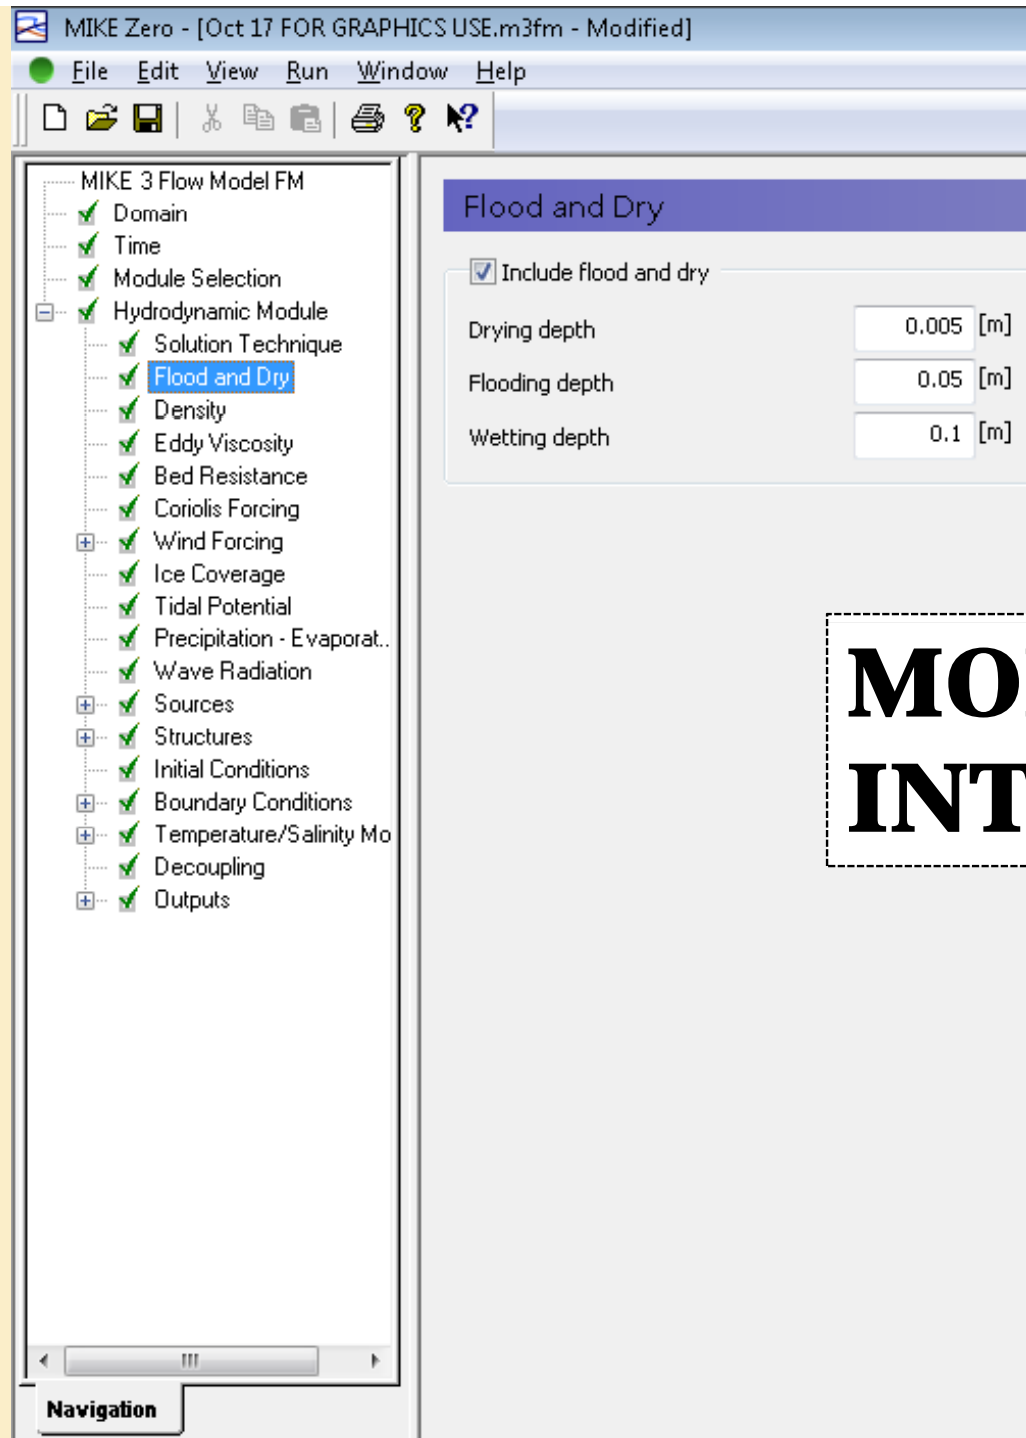 MIKE Zero - [Oct 17 FOR GRAPHICS USE.m3fm - Modified]
File Edit View Run Window Help
MIKE 3 Flow Model FM
Domain
Time
Module Selection
Hydrodynamic Module
Solution Technique
Flood and Dry
Density
Eddy Viscosity
Bed Resistance
Coriolis Forcing
Wind Forcing
Ice Coverage
Tidal Potential
Precipitation - Evaporat..
Wave Radiation
Sources
Structures
Initial Conditions
Boundary Conditions
Temperature/Salinity Mo
Decoupling
Outputs
Navigation
Flood and Dry
Include flood and dry
Drying depth 0.005 [m]
Flooding depth 0.05 [m]
Wetting depth 0.1 [m]
MO
INT